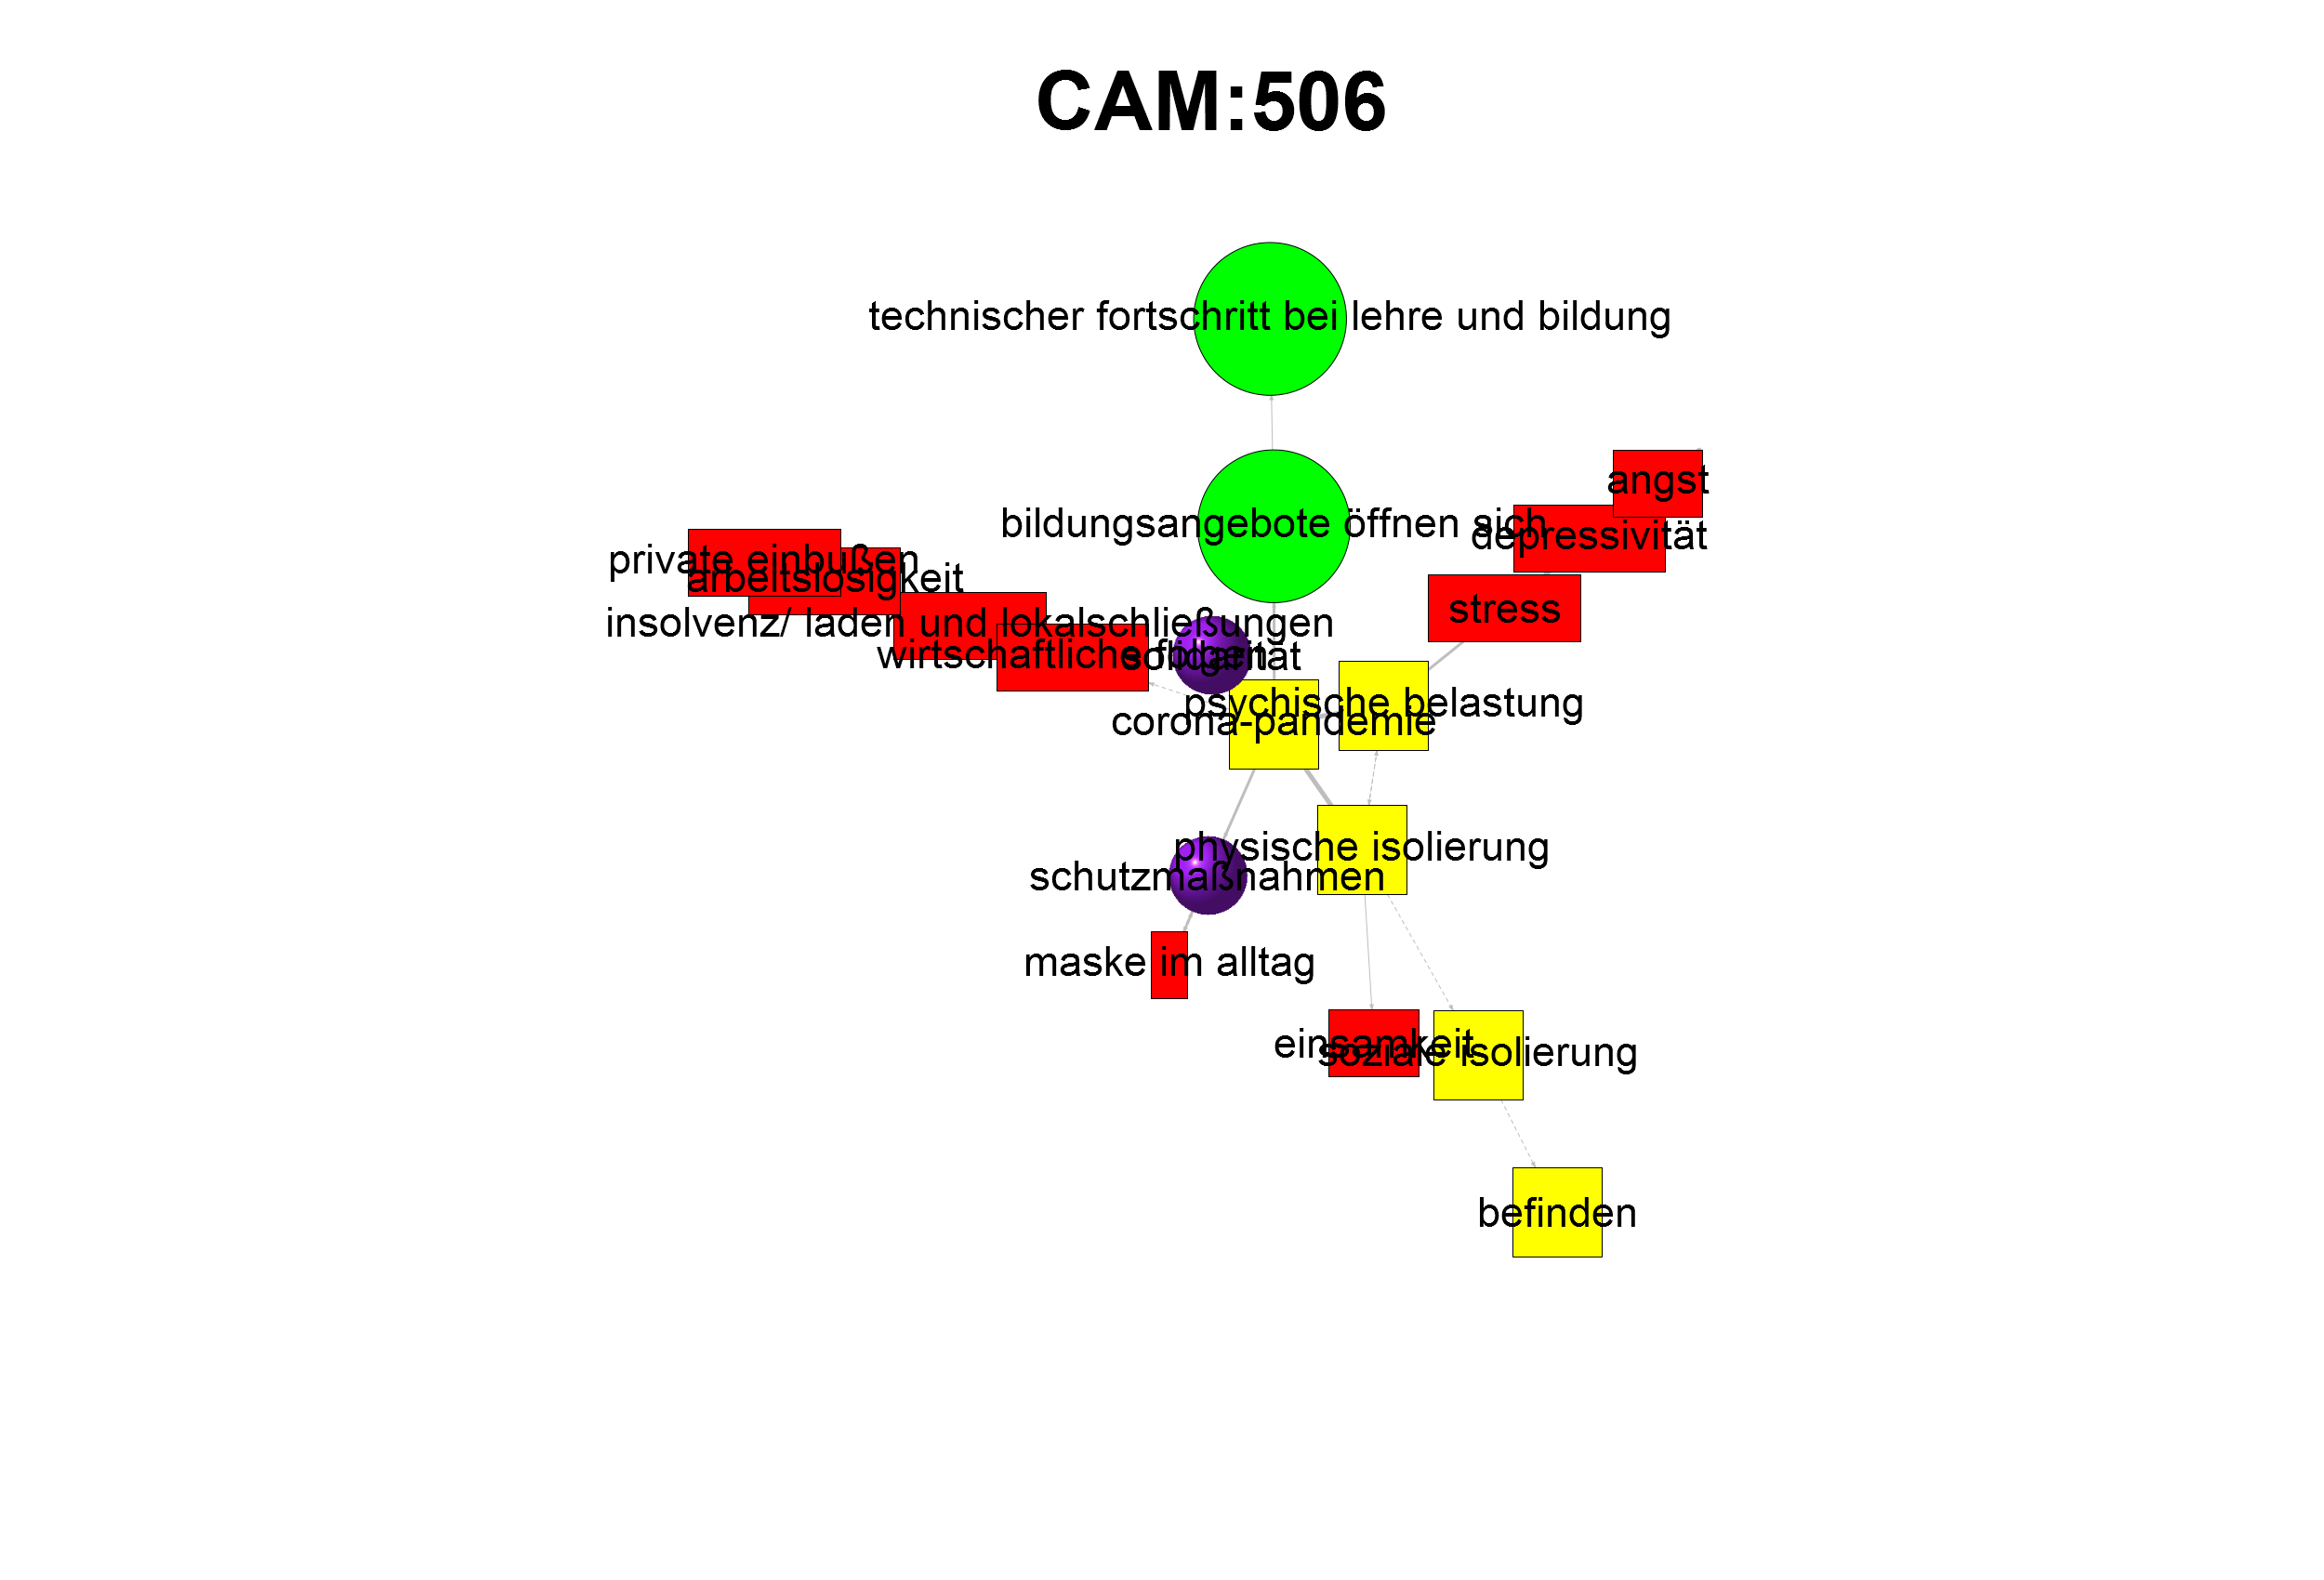 CAM:506
technischer fortschritt bei lehre und bildung
angst
bildungsangebote öffnen sich
depressivität
private einbußen
arbeitslosigkeit
stress
insolvenz/ laden und lokalschließungen
wirtschaftliche folgen
solidarität
psychische belastung
corona-pandemie
physische isolierung
schutzmaßnahmen
maske im alltag
einsamkeit
soziale isolierung
befinden